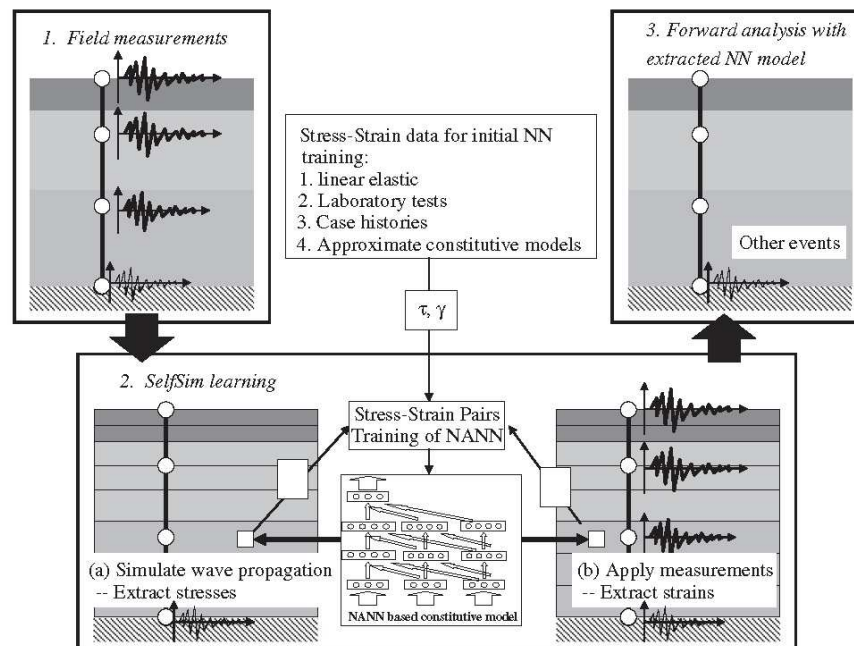 1. Field measurements
3. Forward analysis with
extracted NN model
Stress-Strain data for initial NN
training:
1. linear elastic
2. Laboratory tests
3. Case histories
4. Approximate constitutive models
Other events
τ, γ
2. SelfSim learning
Stress-Strain Pairs
Training of NANN
(a) Simulate wave propagation
-- Extract stresses
NANN based constitutive model
(b) Apply measurements
-- Extract strains